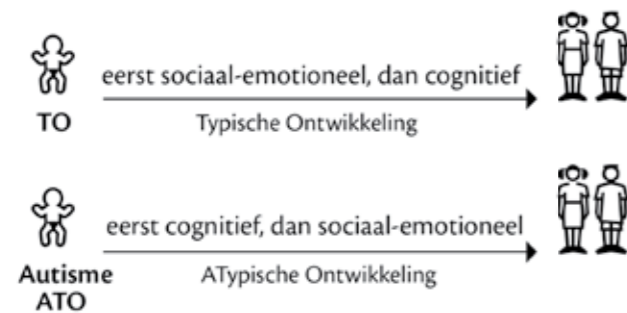 eerst sociaal-emotioneel, dan cognitief
TO
Typische Ontwikkeling
eerst cognitief, dan sociaal-emotioneel
Autisme
ATypische Ontwikkeling
ATO